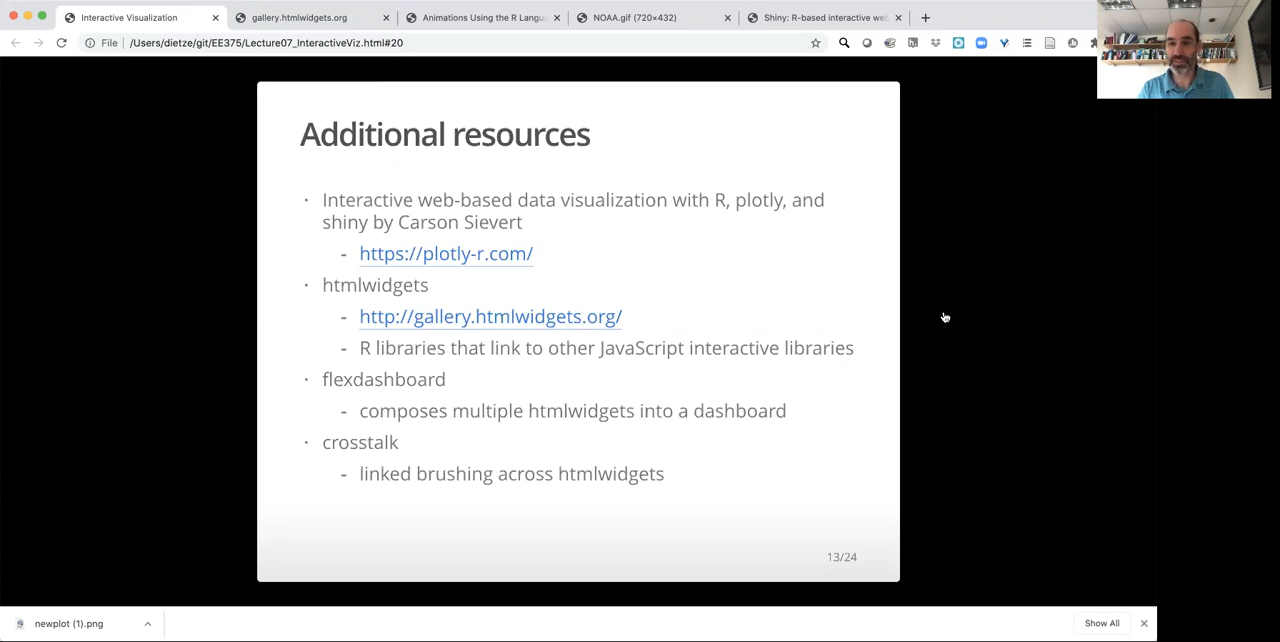 Interactive Visualization
gallery.htmlwidgets.org
Animations Using the R Langu
NOAA.gif (720×432)
Shiny: R-based interactive web
File
/Users/dietze/git/EE375/Lecture07_InteractiveViz.html#20
Additional resources
· Interactive web-based data visualization with R, plotly, and
shiny by Carson Sievert
- https://plotly-r.com/
· htmlwidgets
- http://gallery.htmlwidgets.org/
- R libraries that link to other JavaScript interactive libraries
· flexdashboard
- composes multiple htmlwidgets into a dashboard
· crosstalk
- linked brushing across htmlwidgets
13/24
newplot (1).png
Show All